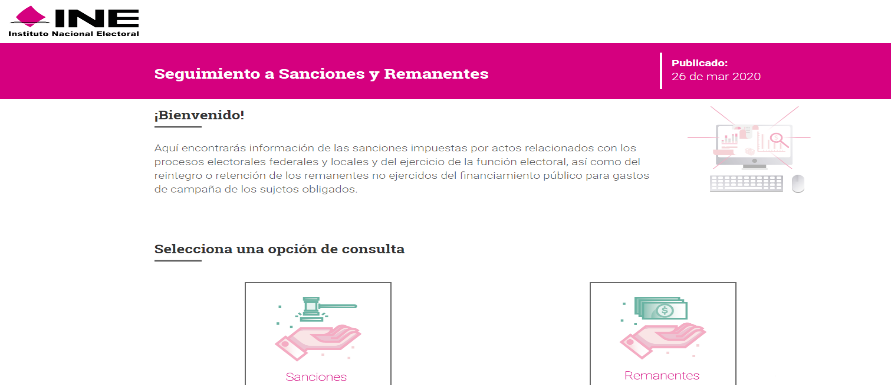 INE
Instituto Nacional Electoral
Seguimiento a Sanciones y Remanentes
Publicado:
26 de mar 2020
¡Bienvenido!
Aquí encontrarás información de las sanciones impuestas por actos relacionados con los
procesos electorales federales y locales y del ejercicio de la función electoral, así como del
reintegro o retención de los remanentes no ejercidos del financiamiento público para gastos
de campaña de los sujetos obligados.
Selecciona una opción de consulta
Sanciones
Remanentes